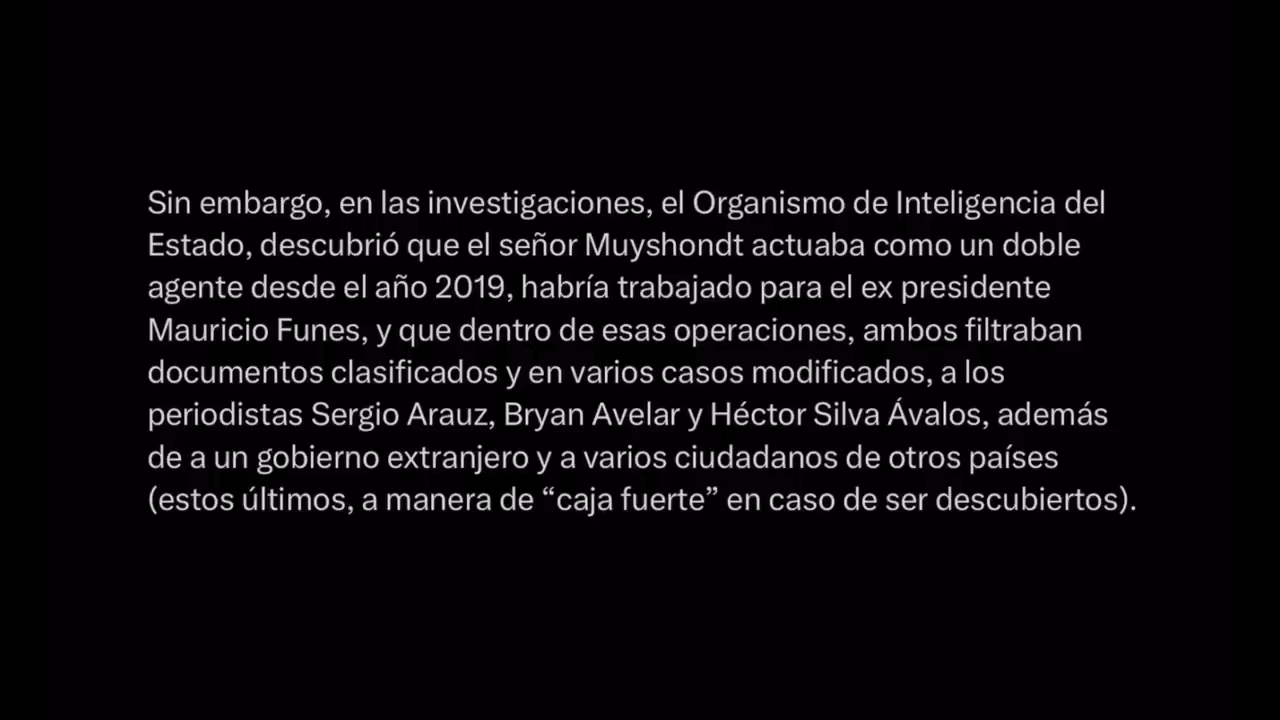 Sin embargo, en las investigaciones, el Organismo de Inteligencia del
Estado, descubrió que el señor Muyshondt actuaba como un doble
agente desde el año 2019, habría trabajado para el ex presidente
Mauricio Funes, y que dentro de esas operaciones, ambos filtraban
documentos clasificados y en varios casos modificados, a los
periodistas Sergio Arauz, Bryan Avelar y Héctor Silva Ávalos, además
de a un gobierno extranjero y a varios ciudadanos de otros países
(estos últimos, a manera de “caja fuerte” en caso de ser descubiertos).